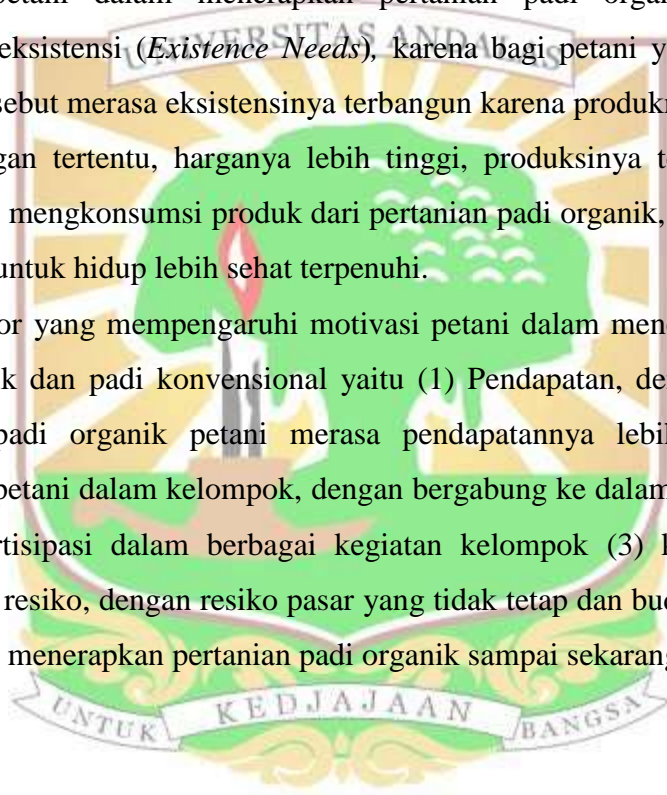 petani dalam menerapkan pertanian padi organ
eksistensi (Existence Needs), karena bagi petani y
UNIVERSITAS ANDALAS
sebut merasa eksistensinya terbangun karena produk
gan tertentu, harganya lebih tinggi, produksinya t
mengkonsumsi produk dari pertanian padi organik,
untuk hidup lebih sehat terpenuhi.
or yang mempengaruhi motivasi petani dalam men
k dan padi konvensional yaitu (1) Pendapatan, de
padi organik petani merasa pendapatannya lebi
petani dalam kelompok, dengan bergabung ke dalam
rtisipasi dalam berbagai kegiatan kelompok (3)
resiko, dengan resiko pasar yang tidak tetap dan bu
menerapkan pertanian padi organik sampai sekarang
UNTUK KEDJAJAAN BANGSA